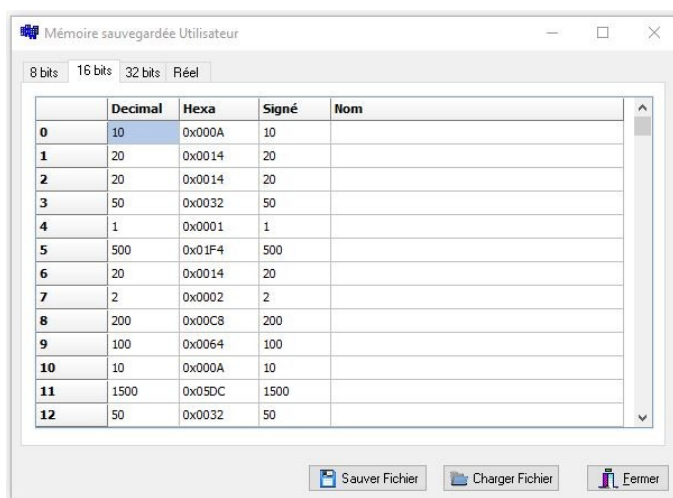 Mémoire sauvegardée Utilisateur
8 bits 16 bits 32 bits Réel
Decimal Hexa Signé Nom
0 10 0x000A 10
1 20 0x0014 20
2 20 0x0014 20
3 50 0x0032 50
4 1 0x0001 1
5 500 0x01F4 500
6 20 0x0014 20
7 2 0x0002 2
8 200 0x00C8 200
9 100 0x0064 100
10 10 0x000A 10
11 1500 0x05DC 1500
12 50 0x0032 50
Sauver Fichier Charger Fichier Fermer